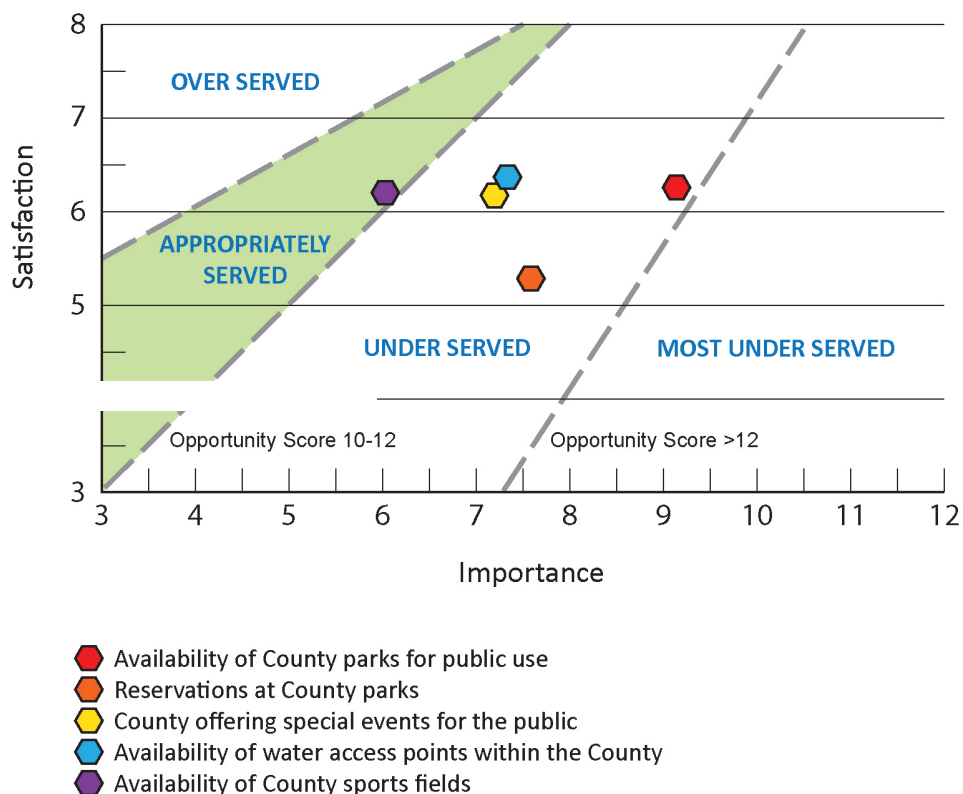 8
OVER SERVED
7
Satisfaction
6
APPROPRIATELY
SERVED
5
UNDER SERVED
MOST UNDER SERVED
Opportunity Score 10-12
Opportunity Score >12
3
3 4 5 6 7 8 9 10 11 12
Importance
Availability of County parks for public use
Reservations at County parks
County offering special events for the public
Availability of water access points within the County
Availability of County sports fields